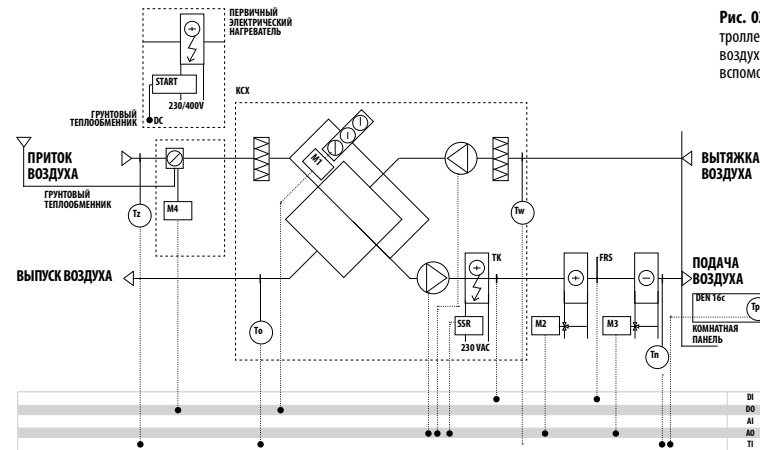 ПЕРВИЧНЫЙ
ЭЛЕКТРИЧЕСКИЙ
НАГРЕВАТЕЛЬ
START
230/400V
ГРУНТОВЫЙ
ТЕПЛООБМЕННИК
DC
КСХ
ПРИТОК
ВОЗДУХА
ГРУНТОВЫЙ
ТЕПЛООБМЕННИК
Tz
M4
M1
Tw
ВЫТЯЖКА
ВОЗДУХА
ВЫПУСК ВОЗДУХА
To
TK
SSR
230 VAC
FRS
M2
M3
Tn
ПОДАЧА
ВОЗДУХА
DEN 16c
Tp
КОМНАТНАЯ
ПАНЕЛЬ
DI
DO
AI
AO
TI
Рис. 03
тролле
воздух
вспомо